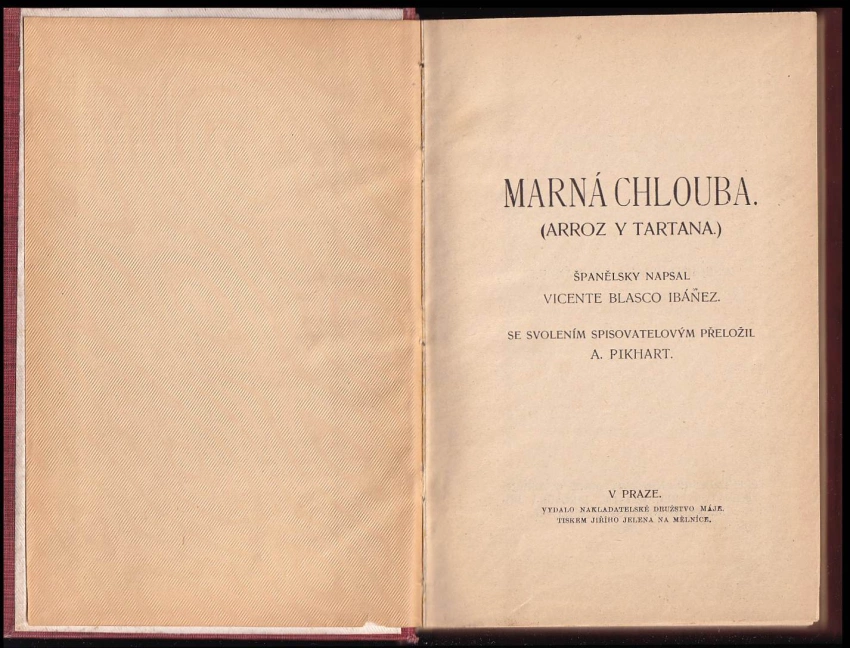 MARNÁ CHLOUBA.
(ARROZ Y TARTANA.)
ŠPANĚLSKY NAPSAL
VICENTE BLASCO IBÁÑEZ.
SE SVOLENÍM SPISOVATELOVÝM PŘELOŽIL
A. PIKHART.
V PRAZE.
VYDALO NAKLADATELSKÉ DRUŽSTVO MÁJE.
TISKEM JIŘÍHO JELENA NA MĚLNÍCE.